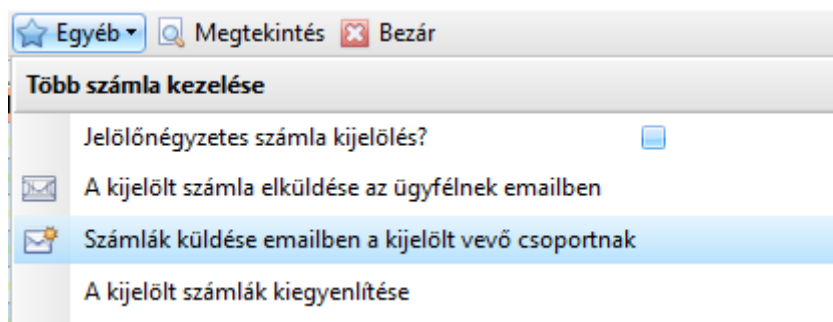 Egyéb Megtekintés Bezár
Több számla kezelése
Jelölőnégyzetes számla kijelölés?
A kijelölt számla elküldése az ügyfélnek emailben
Számlák küldése emailben a kijelölt vevő csoportnak
A kijelölt számlák kiegyenlítése